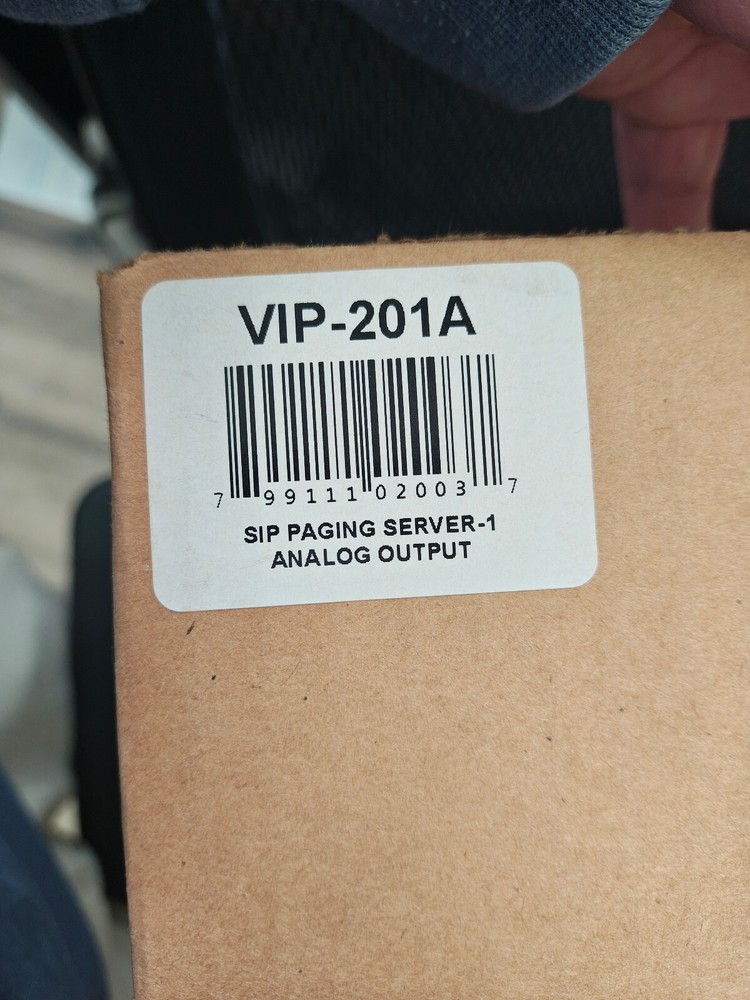 VIP-201A
7 99111 02003 7
SIP PAGING SERVER-1
ANALOG OUTPUT